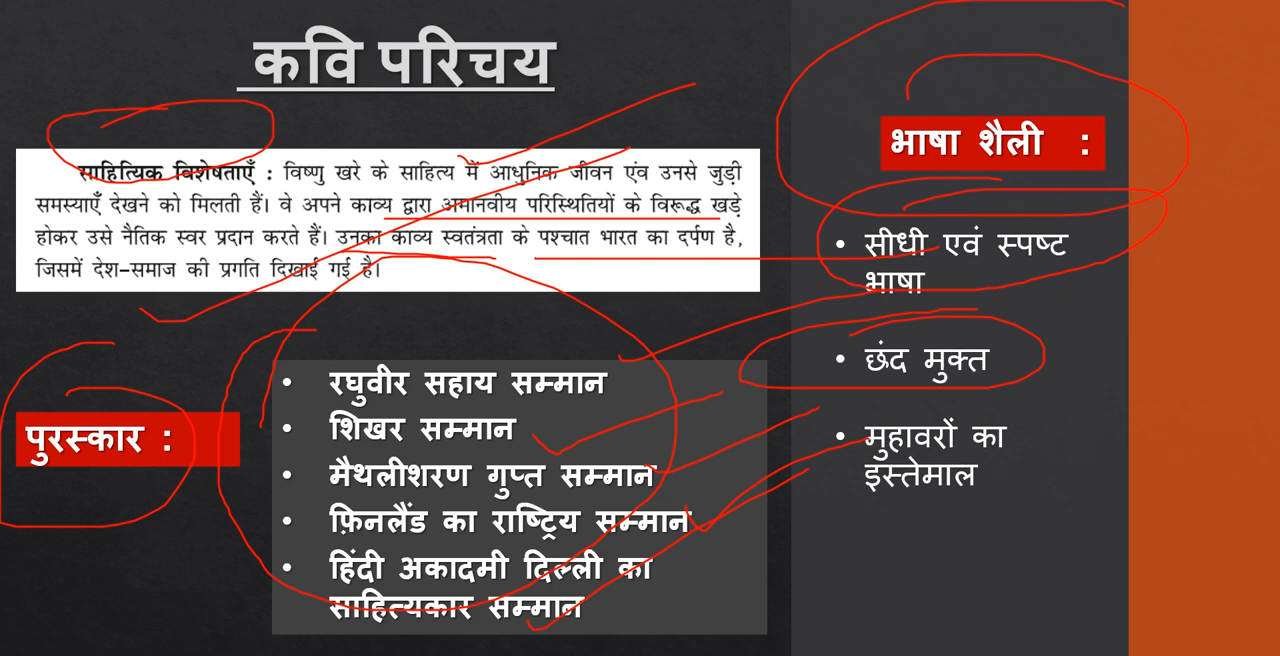 कवि परिचय
साहित्यिक विशेषताएँ : विष्णु खरे के साहित्य में आधुनिक जीवन एंव उनसे जुड़ी
समस्याएँ देखने को मिलती हैं। वे अपने काव्य द्वारा अमानवीय परिस्थितियों के विरूद्ध खड़े
होकर उसे नैतिक स्वर प्रदान करते हैं। उनका काव्य स्वतंत्रता के पश्चात भारत का दर्पण है,
जिसमें देश-समाज की प्रगति दिखाई गई है।
पुरस्कार :
• रघुवीर सहाय सम्मान
• शिखर सम्मान
• मैथलीशरण गुप्त सम्मान
• फ़िनलैंड का राष्ट्रिय सम्मान
• हिंदी अकादमी दिल्ली का
साहित्यकार सम्मान
भाषा शैली :
• सीधी एवं स्पष्ट
भाषा
• छंद मुक्त
• मुहावरों का
इस्तेमाल